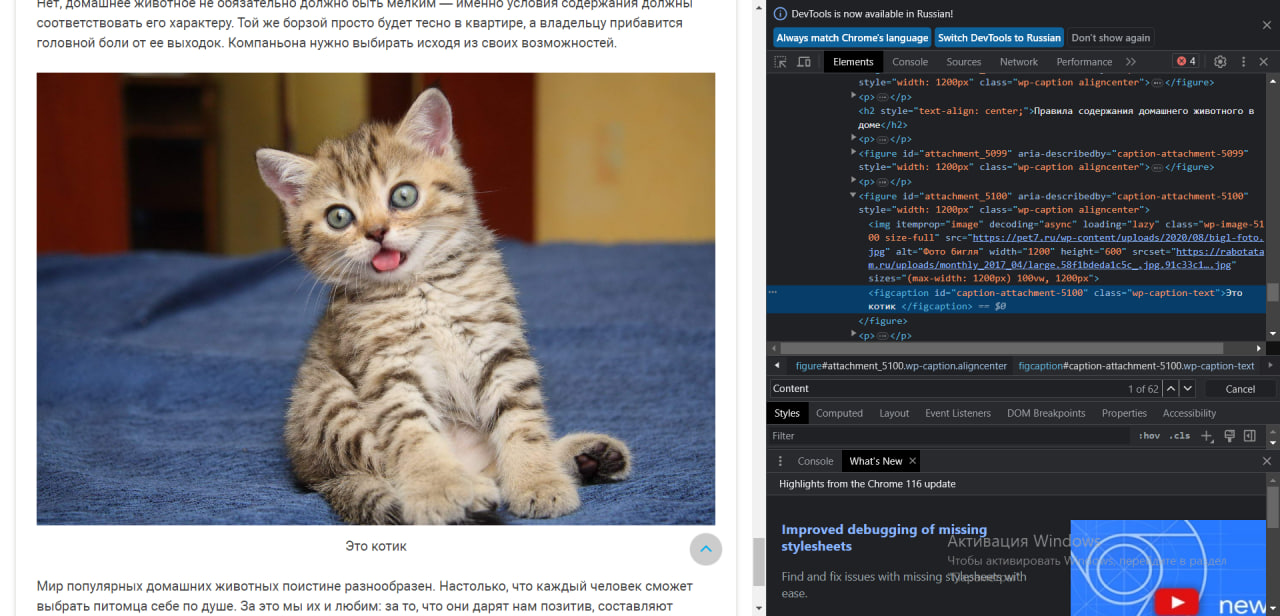 Нет, домашнее животное не обязательно должно быть мелким — именно условия содержания должны
соответствовать его характеру. Той же борзой просто будет тесно в квартире, а владельцу прибавится
головной боли от ее выходок. Компаньона нужно выбирать исходя из своих возможностей.
Это котик
Мир популярных домашних животных поистине разнообразен. Настолько, что каждый человек сможет
выбрать питомца себе по душе. За это мы их и любим: за то, что они дарят нам позитив, составляют
DevTools is now available in Russian!
Always match Chrome's language Switch DevTools to Russian Don't show again
Elements Console Sources Network Performance 4
style="width: 1200px" class="wp-caption aligncenter">…</figure>
<p>…</p>
<h2 style="text-align: center;">Правила содержания домашнего животного в
доме</h2>
<p>…</p>
<figure id="attachment_5099" aria-describedby="caption-attachment-5099"
style="width: 1200px" class="wp-caption aligncenter">…</figure>
<p>…</p>
<figure id="attachment_5100" aria-describedby="caption-attachment-5100"
style="width: 1200px" class="wp-caption aligncenter">
<img itemprop="image" decoding="async" loading="lazy" class="wp-image-51
00 size-full" src="https://pet7.ru/wp-content/uploads/2020/08/bigl-foto.
jpg" alt="Фото бигля" width="1200" height="600" srcset="https://rabotata
m.ru/uploads/monthly_2017_04/large.58f1bdeda1c5c_.jpg.91c33c1….jpg"
sizes="(max-width: 1200px) 100vw, 1200px">
<figcaption id="caption-attachment-5100" class="wp-caption-text">Это
котик </figcaption> == $0
</figure>
<p>…</p>
figure#attachment_5100.wp-caption.aligncenter figcaption#caption-attachment-5100.wp-caption-text
Content 1 of 62 Cancel
Styles Computed Layout Event Listeners DOM Breakpoints Properties Accessibility
Filter :hov .cls
Console What's New
Highlights from the Chrome 116 update
Improved debugging of missing
stylesheets
Find and fix issues with missing stylesheets with
ease.
Активация Windows
Чтобы активировать Windows, перейдите в раздел
"Параметры".
new